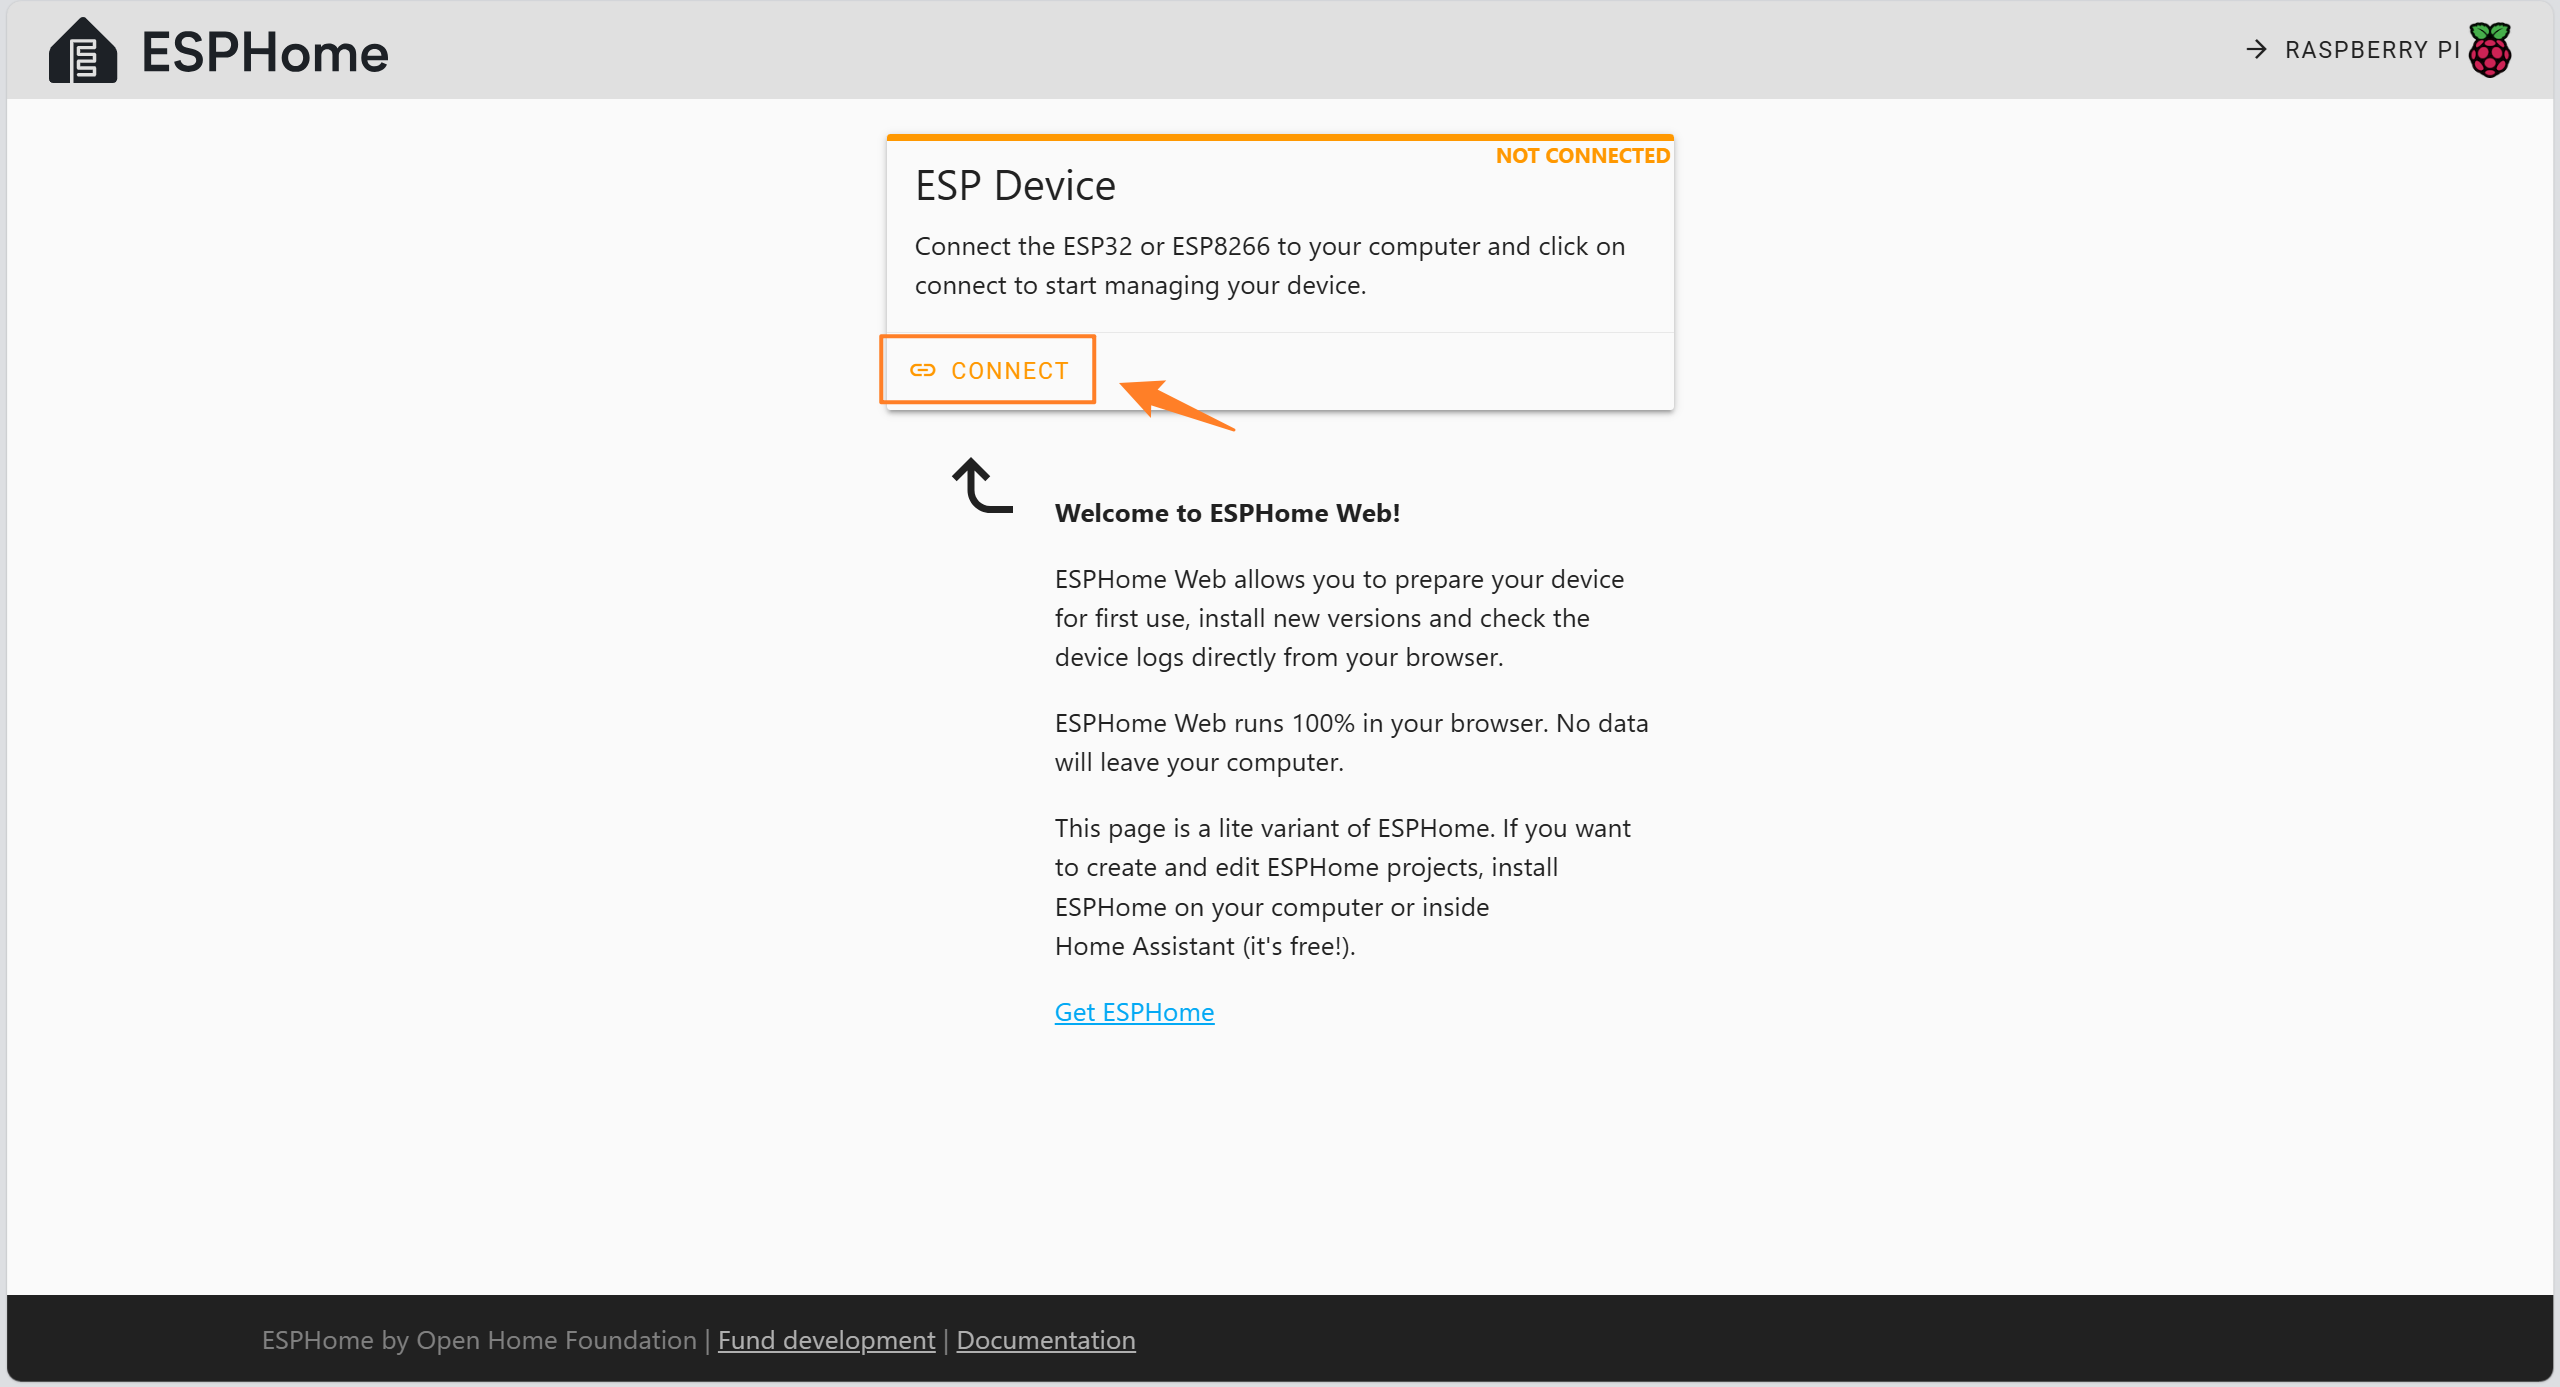 ESPHome
RASPBERRY PI
NOT CONNECTED
ESP Device
Connect the ESP32 or ESP8266 to your computer and click on
connect to start managing your device.
CONNECT
Welcome to ESPHome Web!
ESPHome Web allows you to prepare your device
for first use, install new versions and check the
device logs directly from your browser.
ESPHome Web runs 100% in your browser. No data
will leave your computer.
This page is a lite variant of ESPHome. If you want
to create and edit ESPHome projects, install
ESPHome on your computer or inside
Home Assistant (it's free!).
Get ESPHome
ESPHome by Open Home Foundation | Fund development | Documentation